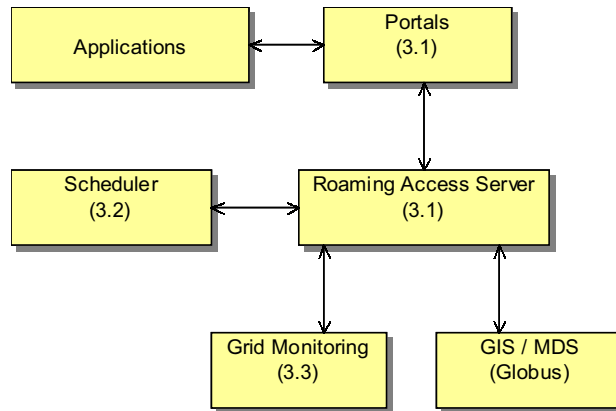 Applications
Portals
(3.1)
Scheduler
(3.2)
Roaming Access Server
(3.1)
Grid Monitoring
(3.3)
GIS / MDS
(Globus)